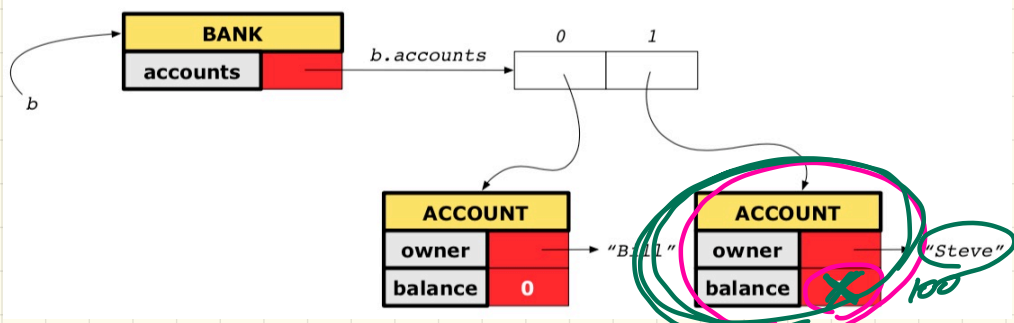 BANK
accounts
b.accounts
0 1
b
ACCOUNT
owner
"Bill"
balance
0
ACCOUNT
owner
"Steve"
balance
100